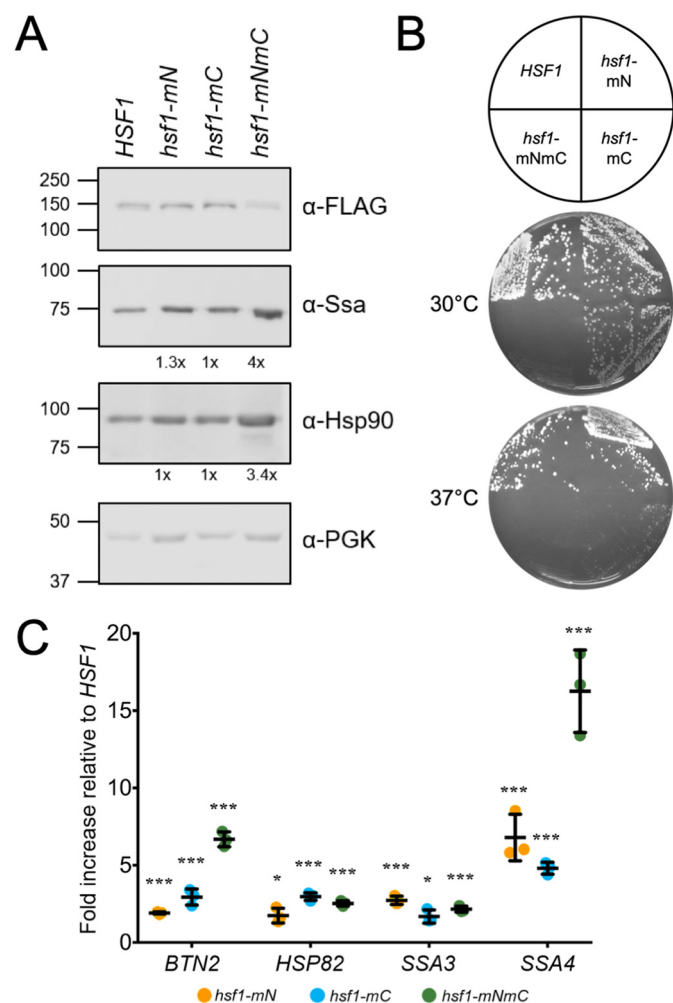 A
HSF1
hsf1-mN
hsf1-mC
hsf1-mNmC
250
150
100
α-FLAG
100
75
α-Ssa
1.3x 1x 4x
100
75
α-Hsp90
1x 1x 3.4x
50
37
α-PGK
B
HSF1
hsf1-
mN
hsf1-
mNmC
hsf1-
mC
30°C
37°C
C
Fold increase relative to HSF1
20
15
10
5
0
*** *** ***
* *** ***
*** * ***
*** *** ***
BTN2 HSP82 SSA3 SSA4
hsf1-mN hsf1-mC hsf1-mNmC